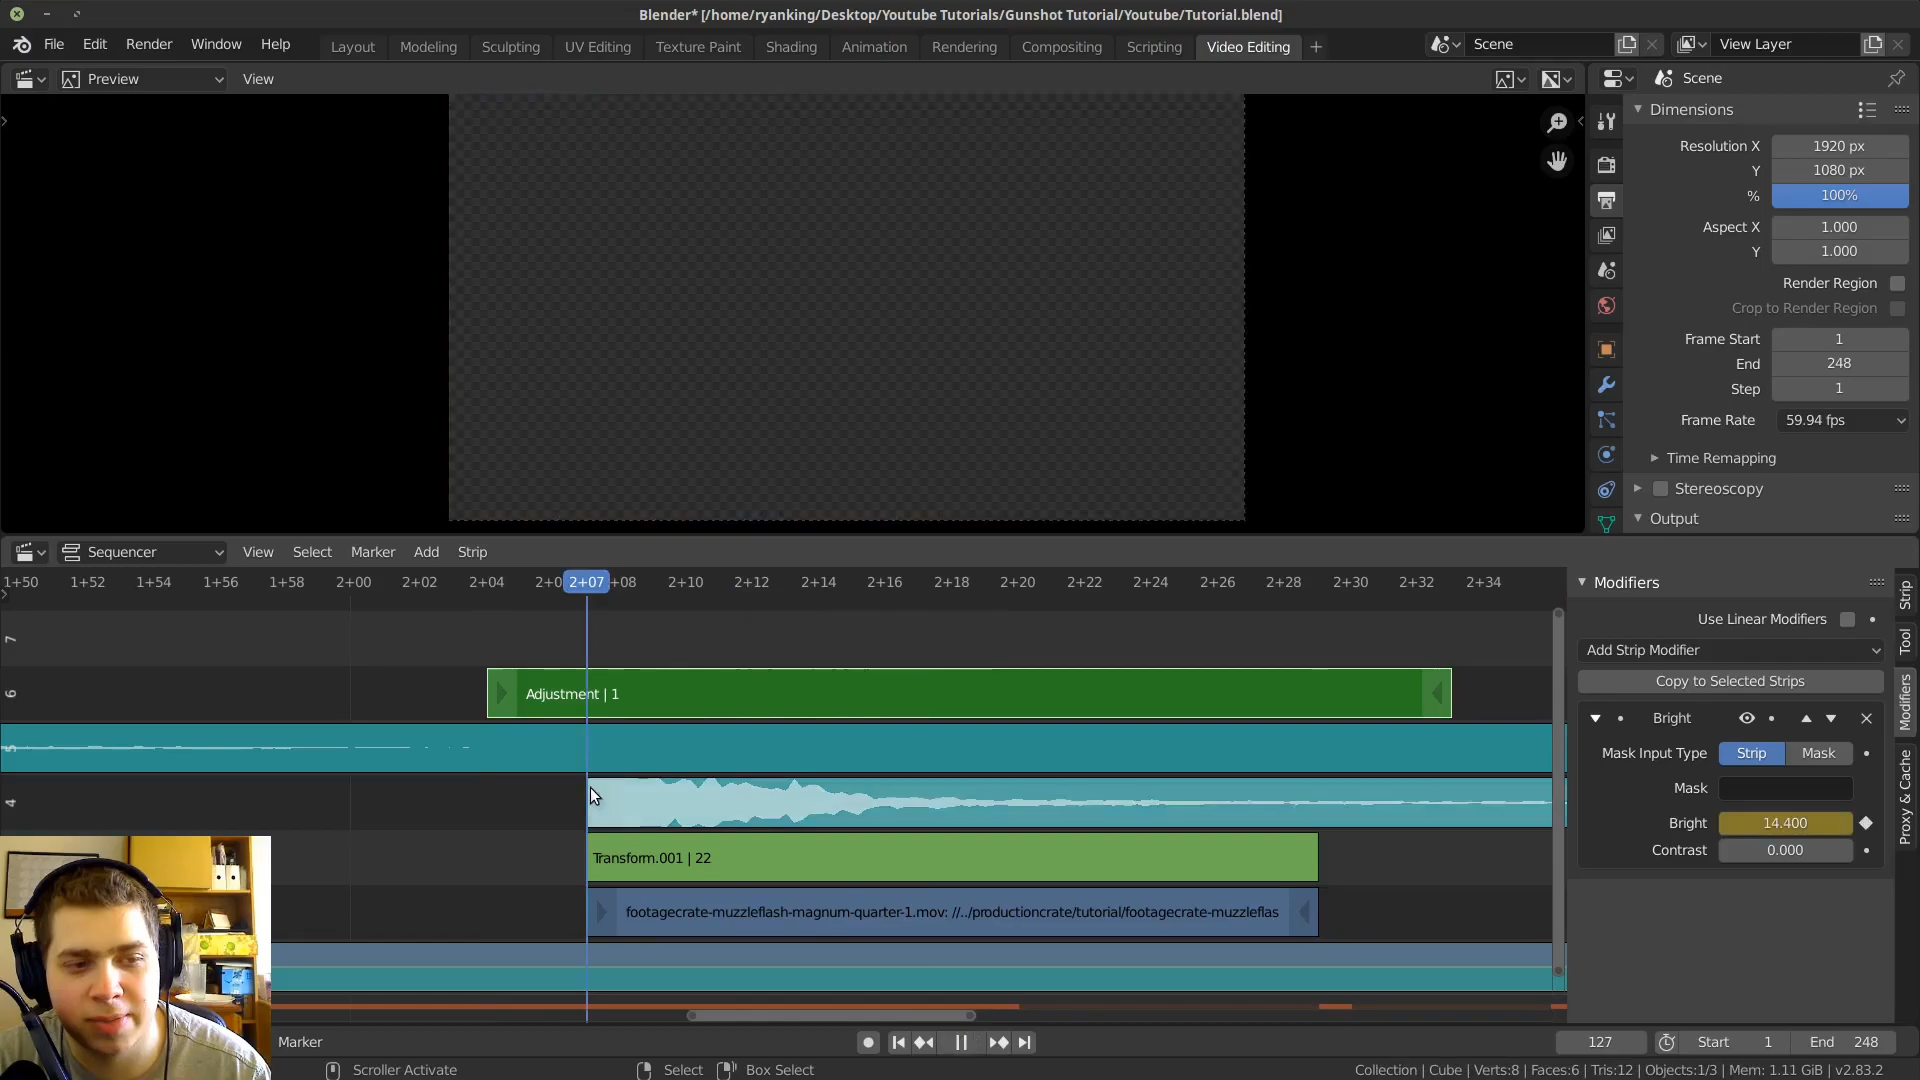 Blender* [/home/ryanking/Desktop/Youtube Tutorials/Gunshot Tutorial/Youtube/Tutorial.blend]
File Edit Render Window Help Layout Modeling Sculpting UV Editing Texture Paint Shading Animation Rendering Compositing Scripting Video Editing + Scene View Layer
Preview View Scene
Dimensions
Resolution X 1920 px
Y 1080 px
% 100%
Aspect X 1.000
Y 1.000
Render Region
Crop to Render Region
Frame Start 1
End 248
Step 1
Frame Rate 59.94 fps
Time Remapping
Stereoscopy
Output
Sequencer View Select Marker Add Strip
1+50 1+52 1+54 1+56 1+58 2+00 2+02 2+04 2+0 2+07 +08 2+10 2+12 2+14 2+16 2+18 2+20 2+22 2+24 2+26 2+28 2+30 2+32 2+34
7
6
5
4
Adjustment | 1
Transform.001 | 22
footagecrate-muzzleflash-magnum-quarter-1.mov: //../productioncrate/tutorial/footagecrate-muzzleflas
Modifiers
Use Linear Modifiers
Add Strip Modifier
Copy to Selected Strips
Bright
Mask Input Type Strip Mask
Mask
Bright 14.400
Contrast 0.000
Strip
Tool
Modifiers
Proxy & Cache
Marker 127 Start 1 End 248
Scroller Activate Select Box Select Collection | Cube | Verts:8 | Faces:6 | Tris:12 | Objects:1/3 | Mem: 1.11 GiB | v2.83.2